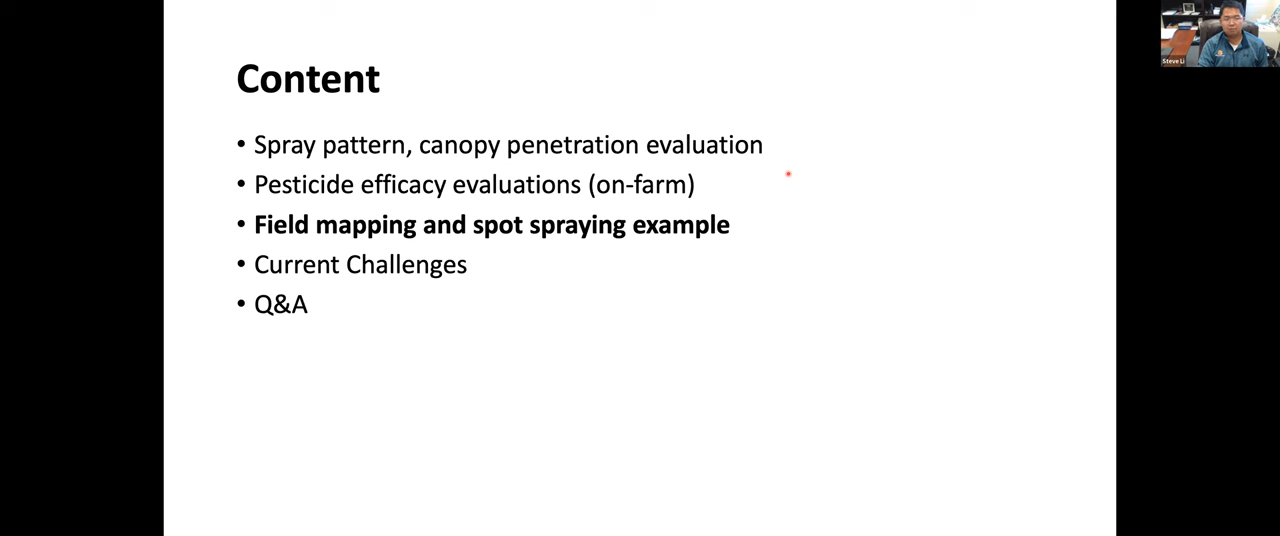 Content
• Spray pattern, canopy penetration evaluation
• Pesticide efficacy evaluations (on-farm)
• Field mapping and spot spraying example
• Current Challenges
• Q&A
Steve Li